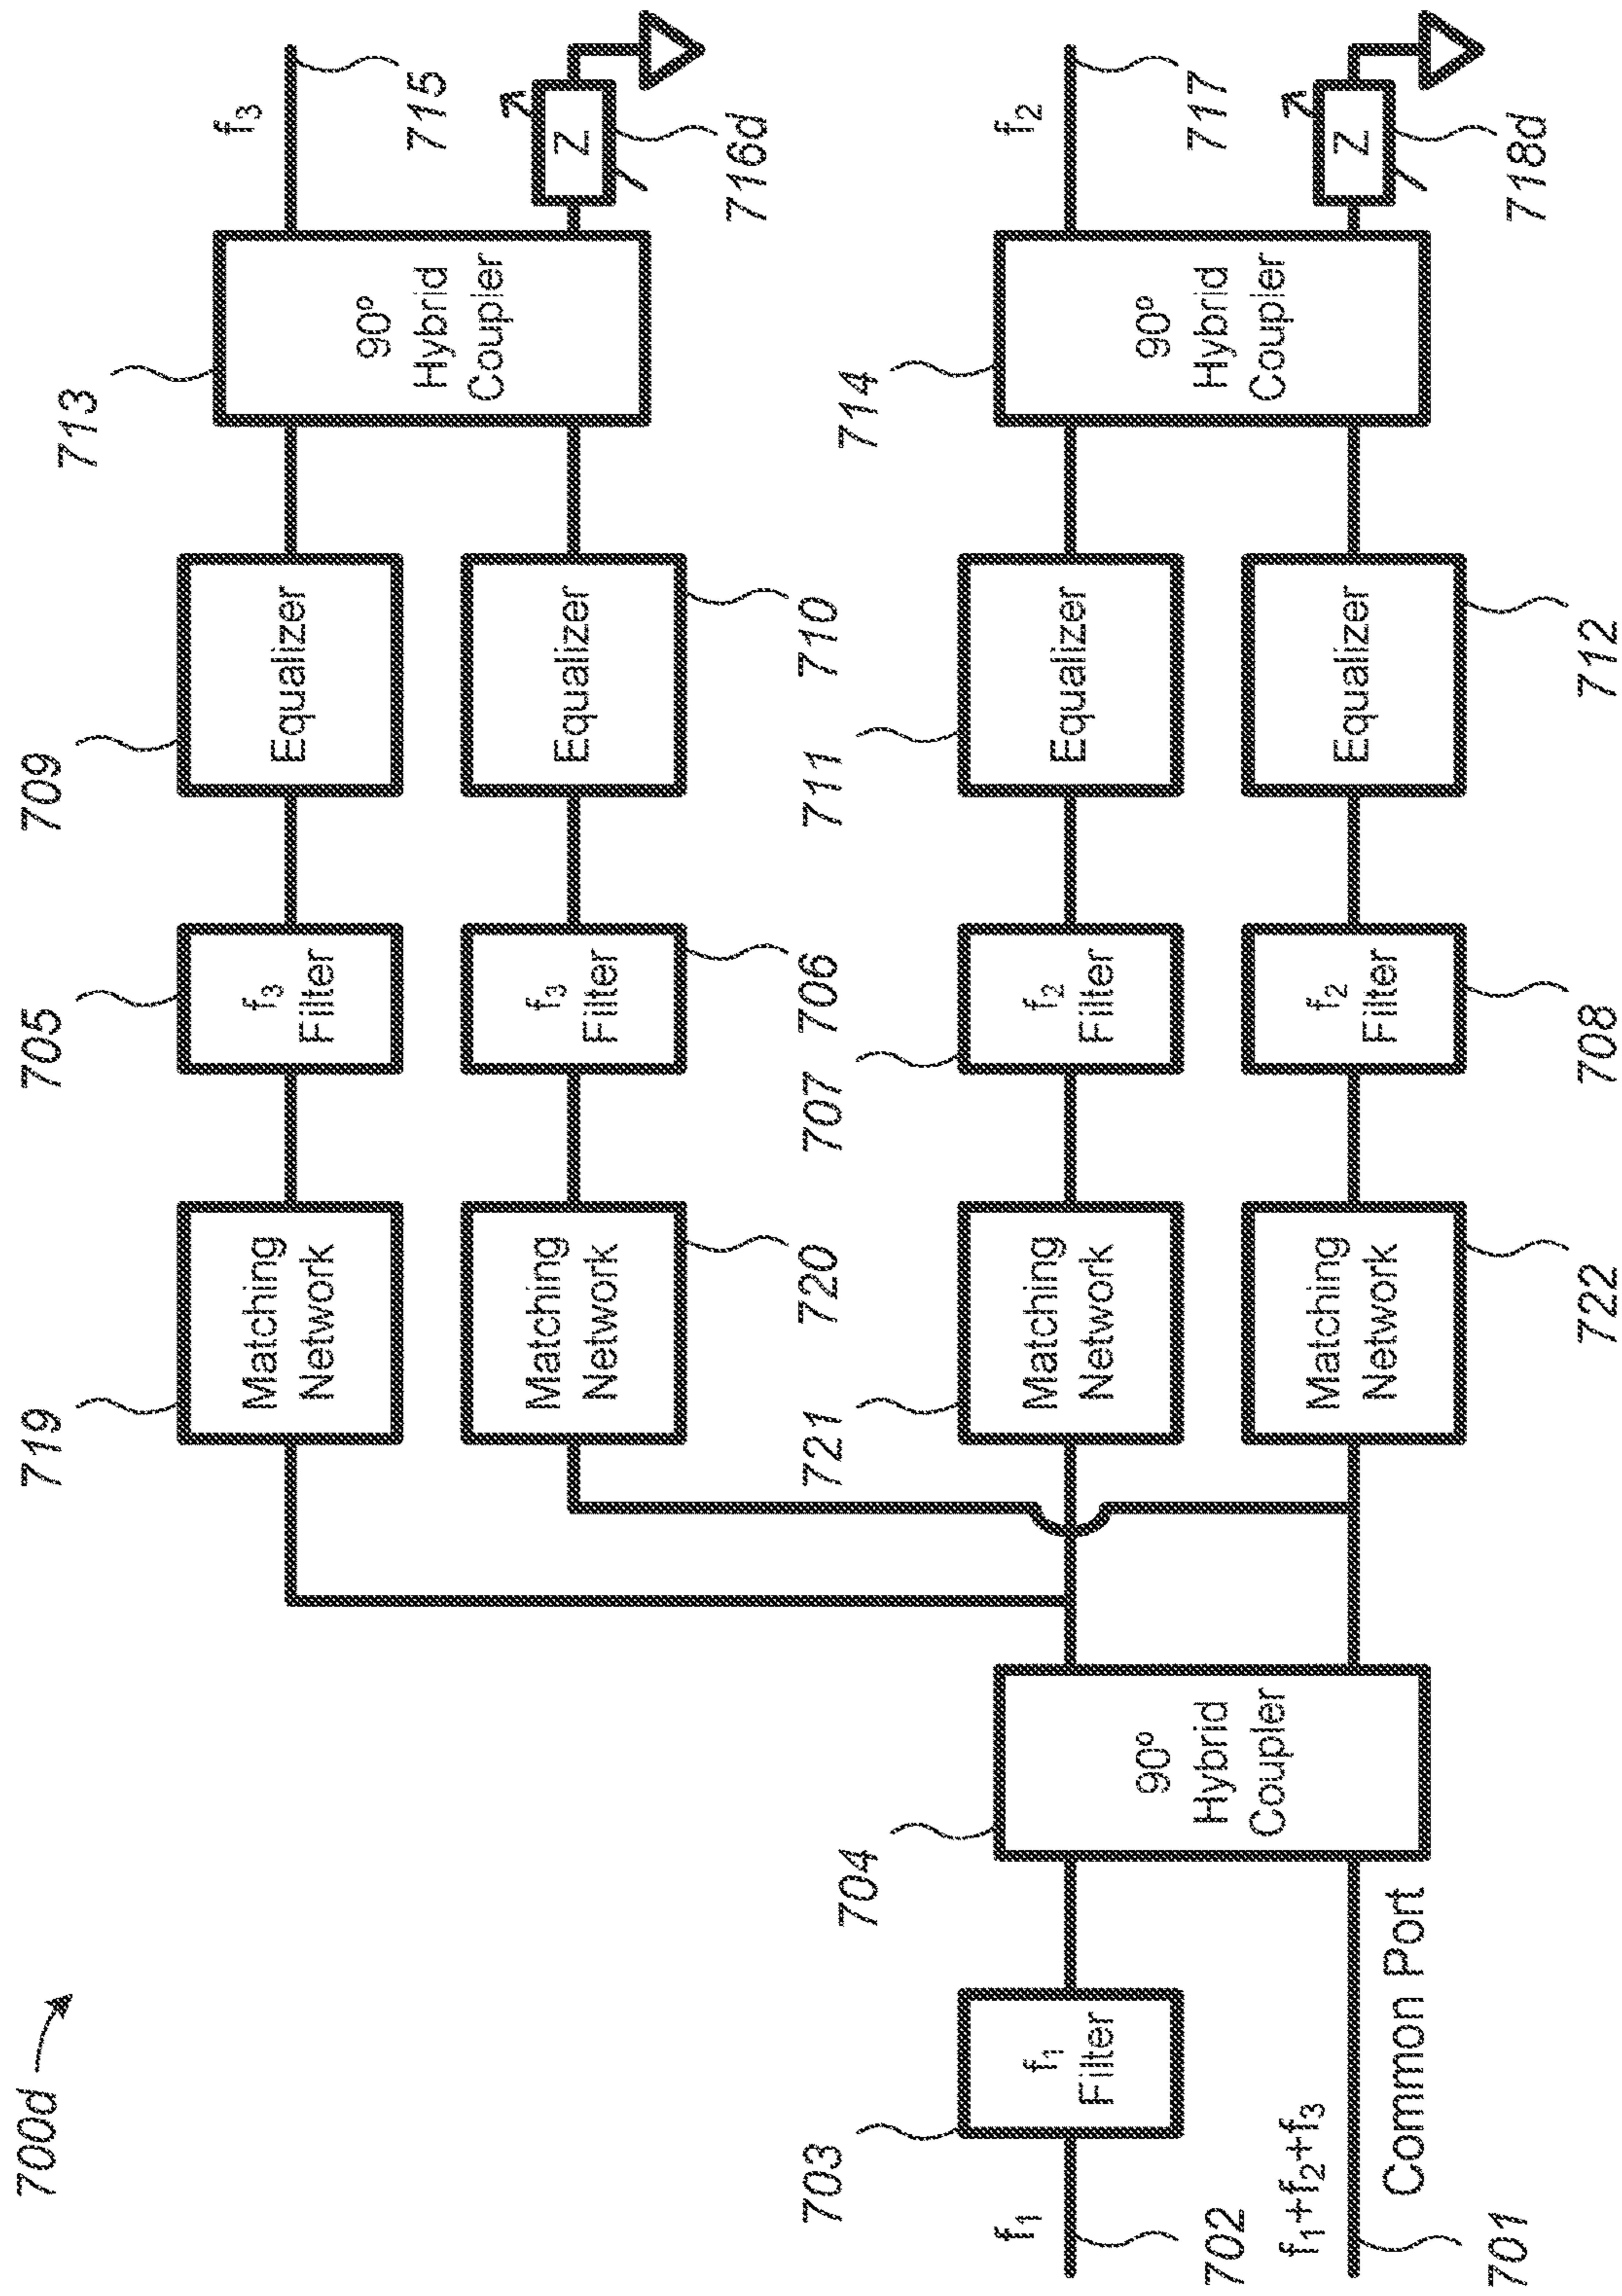 700d
713
f₃
715
709
705
719
90º
Hybrid
Coupler
Z
716d
Equalizer
f₃
Filter
Matching
Network
Equalizer
f₃
Filter
Matching
Network
710
706
720
714
f₂
717
711
707
721
704
703
90º
Hybrid
Coupler
Z
718d
Equalizer
f₂
Filter
Matching
Network
Equalizer
f₂
Filter
Matching
Network
712
708
722
90º
Hybrid
Coupler
f₁
Filter
f₁
702
f₁+f₂+f₃
Common Port
701